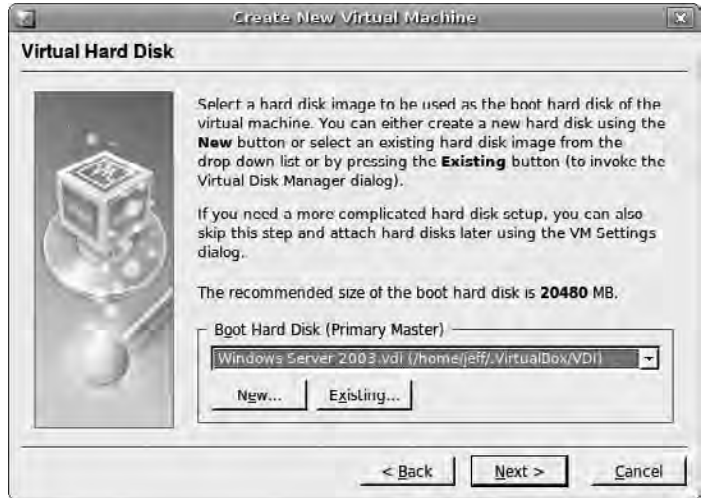 Create New Virtual Machine
Virtual Hard Disk
Select a hard disk image to be used as the boot hard disk of the
virtual machine. You can either create a new hard disk using the
New button or select an existing hard disk image from the
drop down list or by pressing the Existing button (to invoke the
Virtual Disk Manager dialog).
If you need a more complicated hard disk setup, you can also
skip this step and attach hard disks later using the VM Settings
dialog.
The recommended size of the boot hard disk is 20480 MB.
Boot Hard Disk (Primary Master)
Windows Server 2003.vdi (/home/jeff/.VirtualBox/VDI)
New... Existing...
< Back Next > Cancel